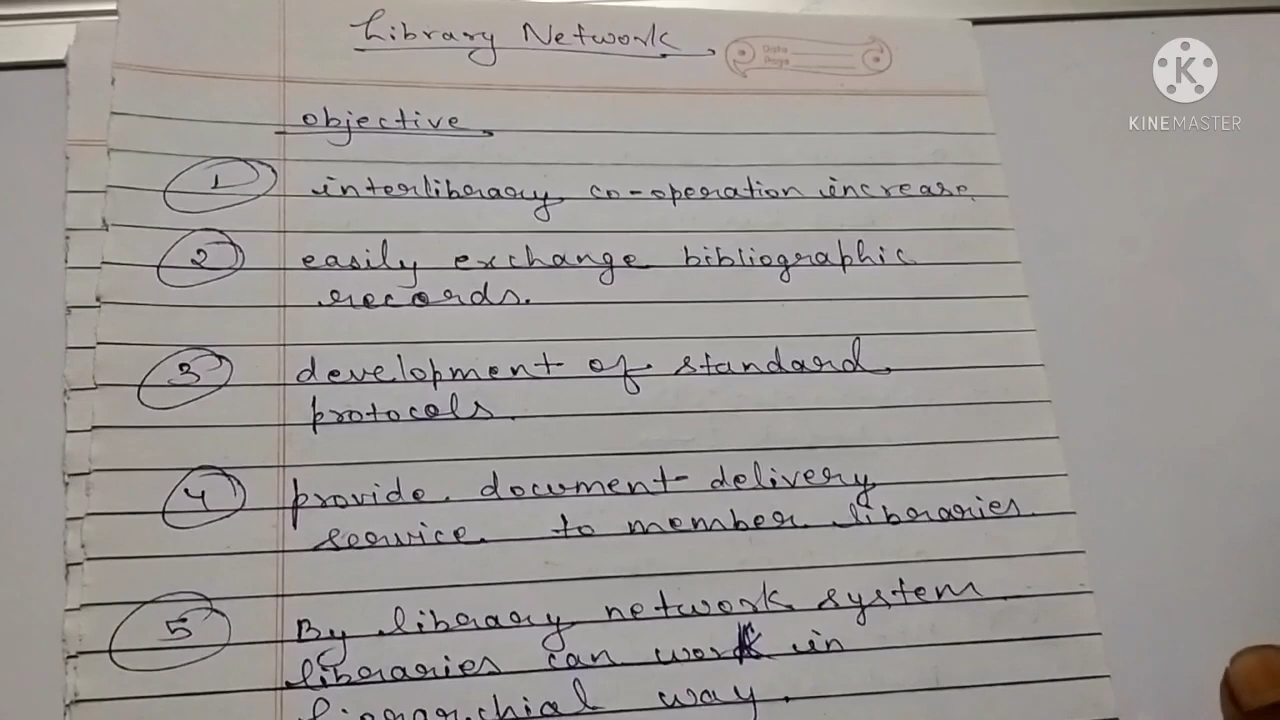 Library Network
Date
Page
KINEMASTER
objective
1 interlibrary co-operation increase.
2 easily exchange bibliographic
records.
3 development of standard
protocols.
4 provide document delivery
service to member libraries.
5 By library network system
libraries can work in
way.